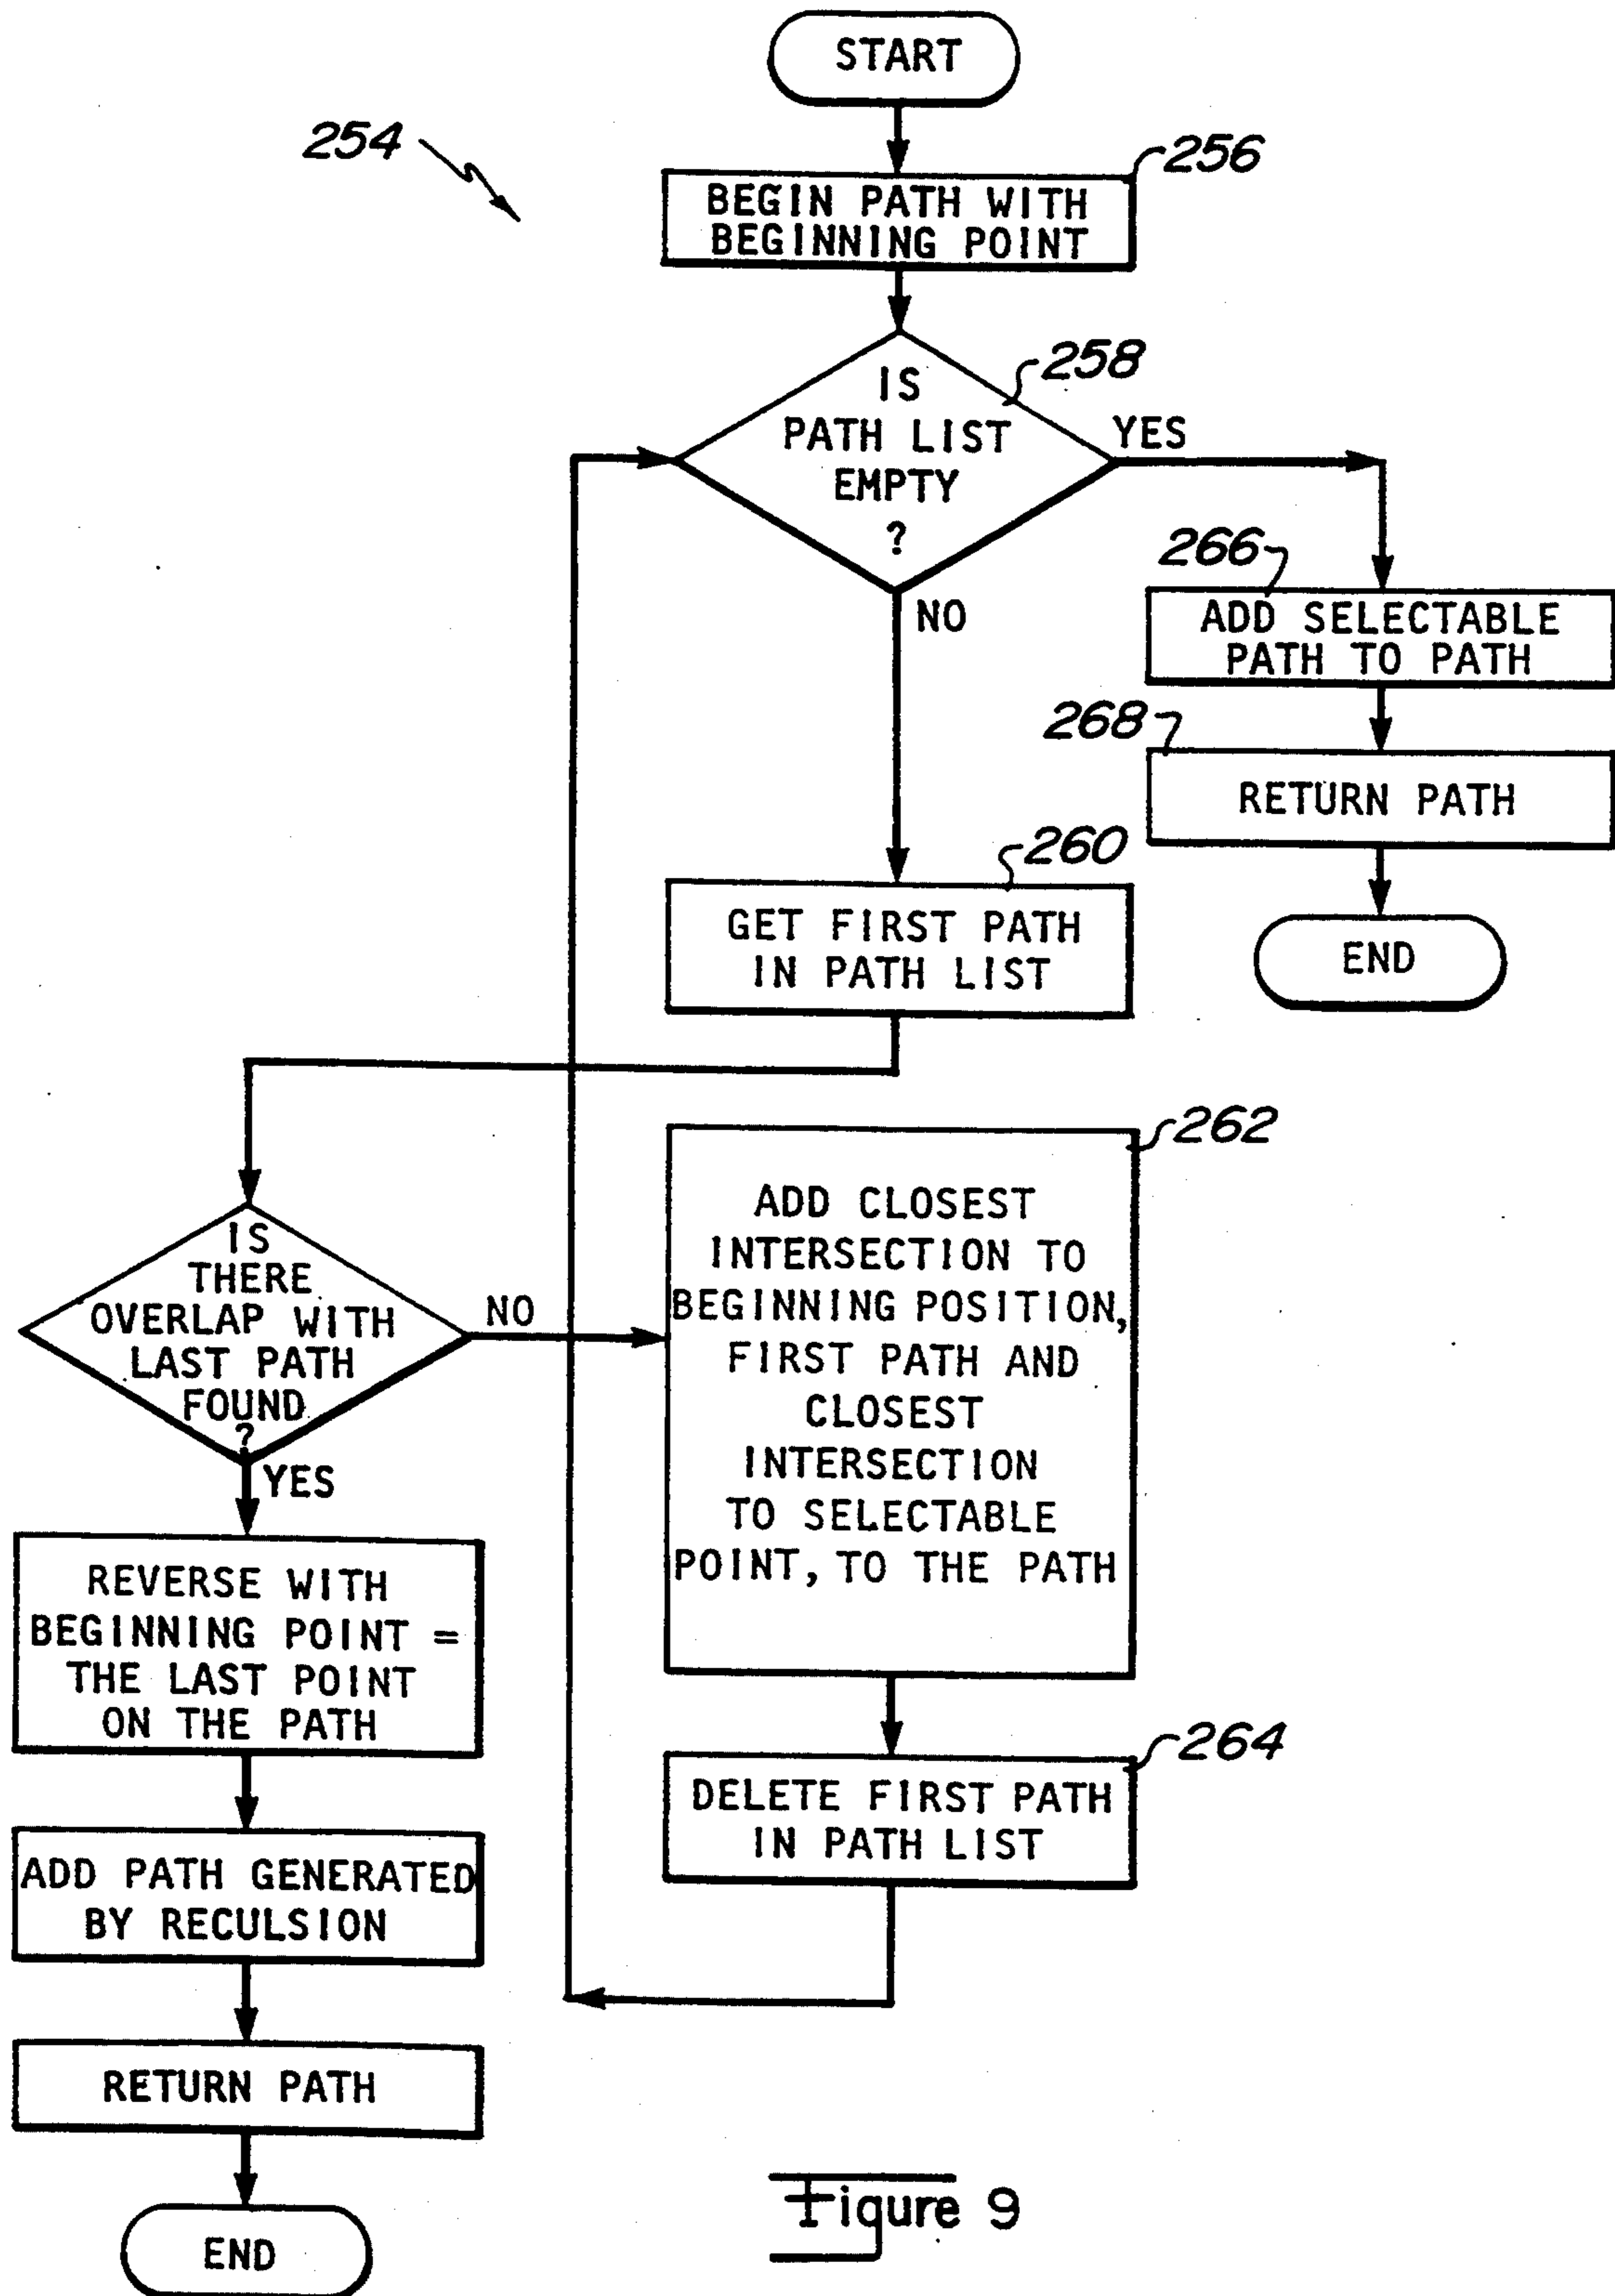 START
254
256
BEGIN PATH WITH
BEGINNING POINT
258
IS
PATH LIST
EMPTY
?
YES
NO
266
ADD SELECTABLE
PATH TO PATH
268
RETURN PATH
END
260
GET FIRST PATH
IN PATH LIST
262
ADD CLOSEST
INTERSECTION TO
BEGINNING POSITION,
FIRST PATH AND
CLOSEST
INTERSECTION
TO SELECTABLE
POINT, TO THE PATH
IS
THERE
OVERLAP WITH
LAST PATH
FOUND
?
NO
YES
REVERSE WITH
BEGINNING POINT =
THE LAST POINT
ON THE PATH
264
DELETE FIRST PATH
IN PATH LIST
ADD PATH GENERATED
BY RECULSION
RETURN PATH
END
Figure 9